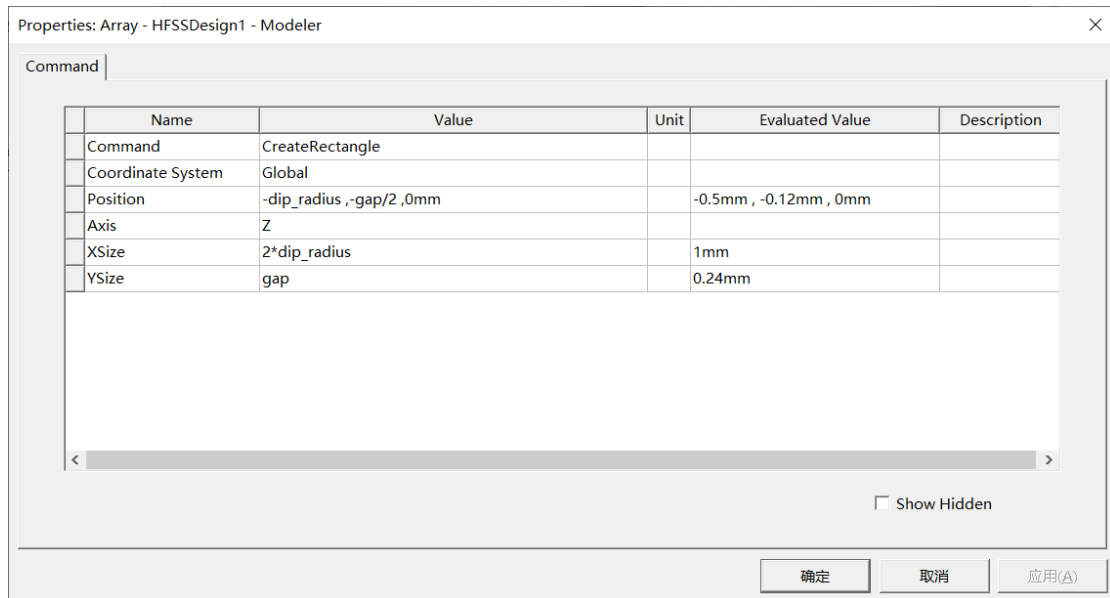 Properties: Array - HFSSDesign1 - Modeler
Command
Name Value Unit Evaluated Value Description
Command CreateRectangle
Coordinate System Global
Position -dip_radius ,-gap/2 ,0mm -0.5mm , -0.12mm , 0mm
Axis Z
XSize 2*dip_radius 1mm
YSize gap 0.24mm
Show Hidden
确定 取消 应用(A)